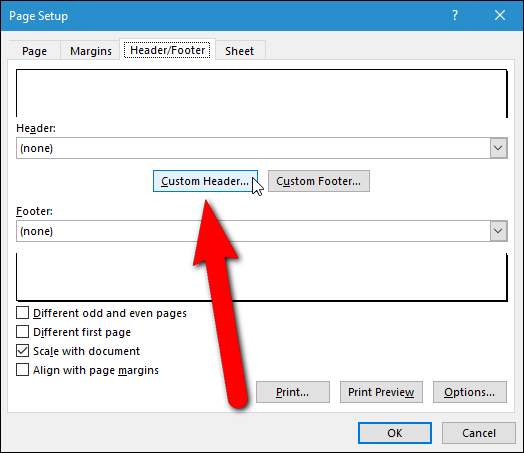 Page Setup
Page Margins Header/Footer Sheet
Header:
(none)
Custom Header... Custom Footer...
Footer:
(none)
Different odd and even pages
Different first page
Scale with document
Align with page margins
Print... Print Preview Options...
OK Cancel